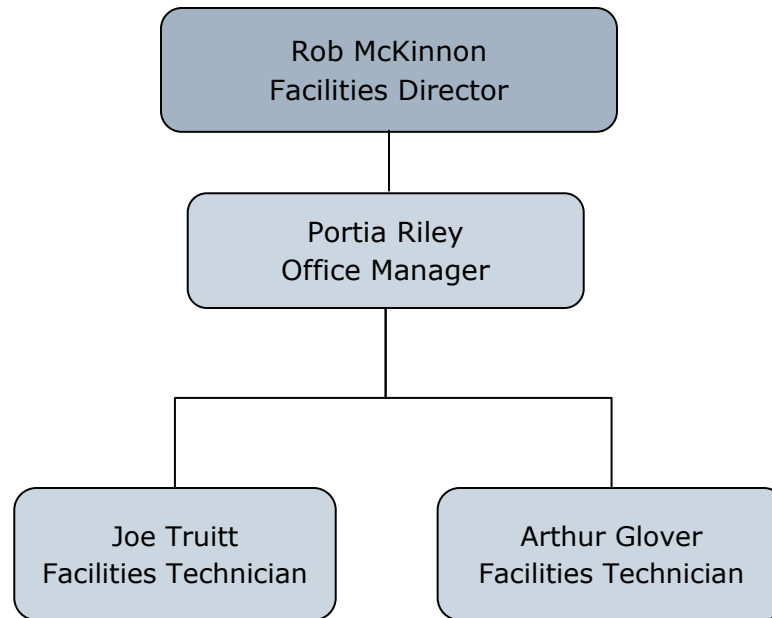 Rob McKinnon
Facilities Director
Portia Riley
Office Manager
Joe Truitt
Facilities Technician
Arthur Glover
Facilities Technician